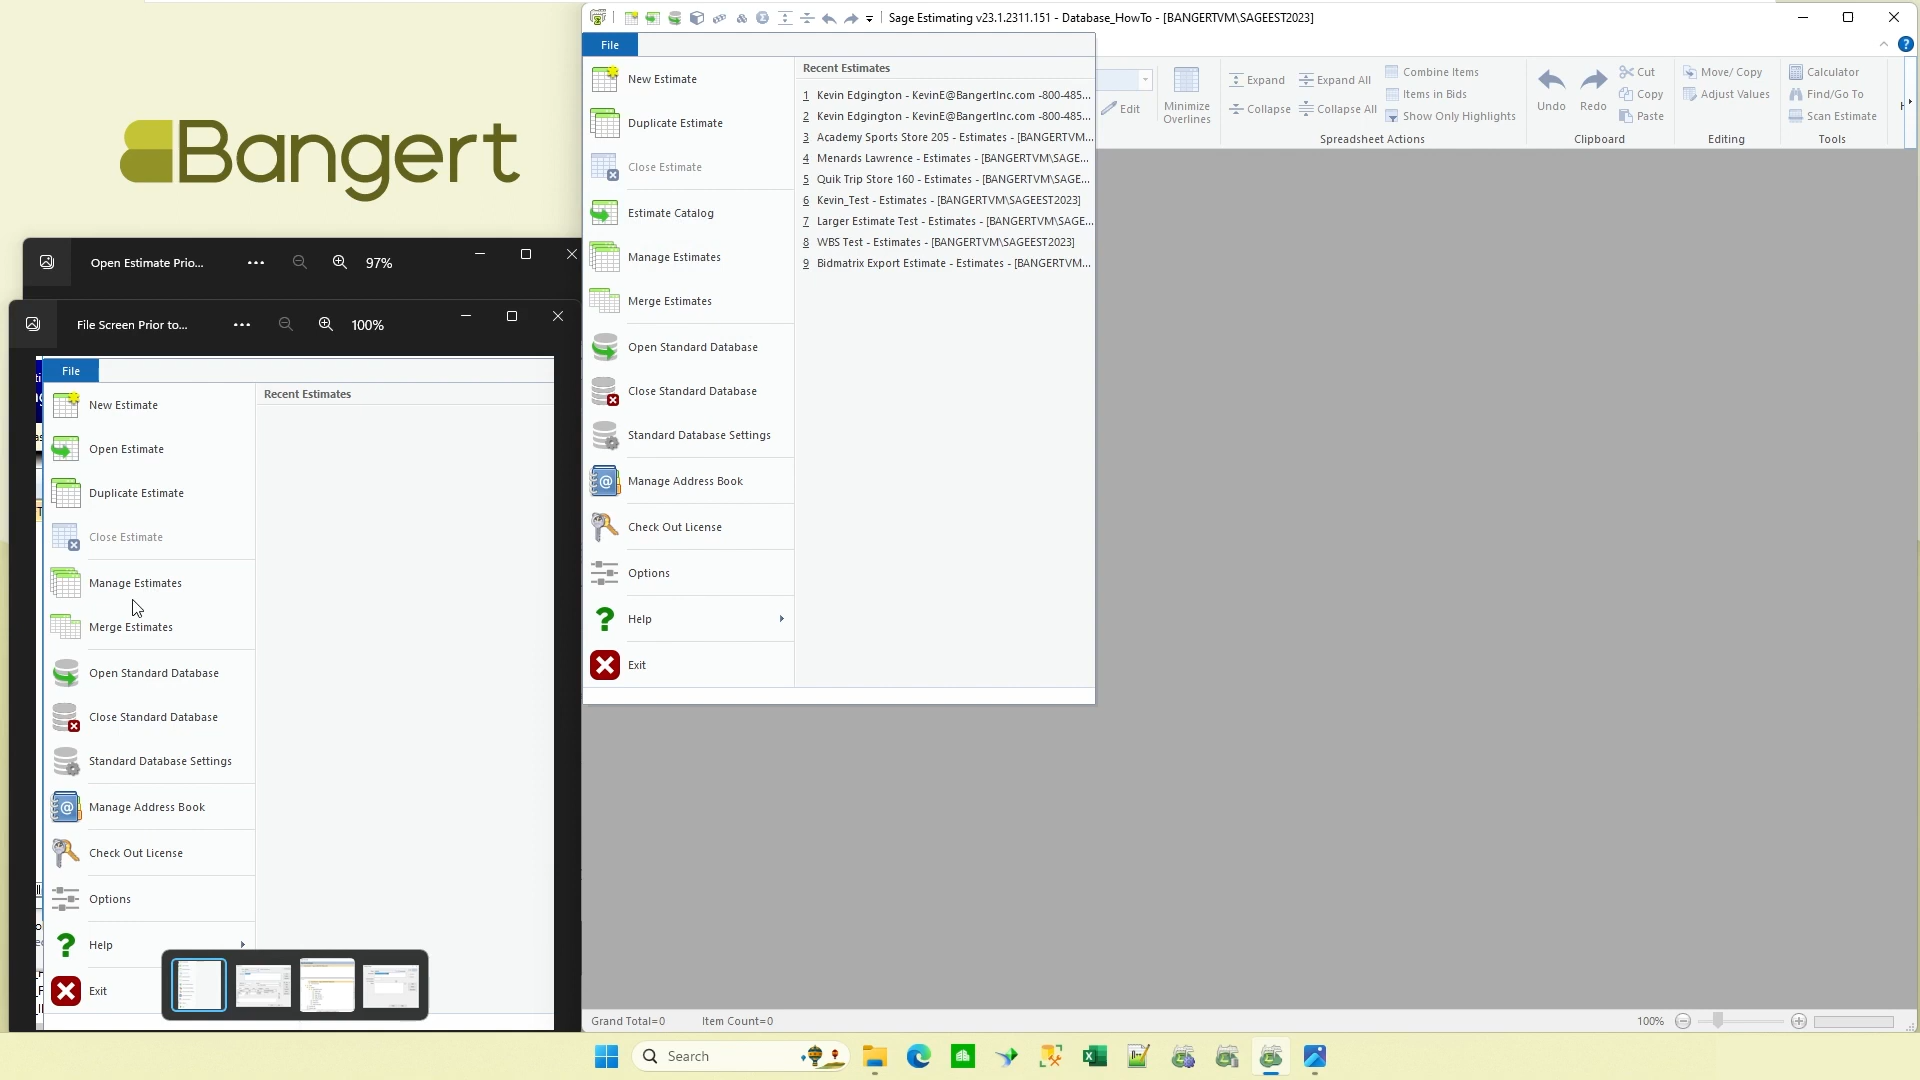 Bangert
Open Estimate Prio...
97%
File Screen Prior to...
100%
File
Recent Estimates
New Estimate
Open Estimate
Duplicate Estimate
Close Estimate
Manage Estimates
Merge Estimates
Open Standard Database
Close Standard Database
Standard Database Settings
Manage Address Book
Check Out License
Options
Help
Exit
Sage Estimating v23.1.2311.151 - Database_HowTo - [BANGERTVM\SAGEEST2023]
File
New Estimate
Duplicate Estimate
Close Estimate
Estimate Catalog
Manage Estimates
Merge Estimates
Open Standard Database
Close Standard Database
Standard Database Settings
Manage Address Book
Check Out License
Options
Help
Exit
Recent Estimates
1 Kevin Edgington - KevinE@BangertInc.com -800-485...
2 Kevin Edgington - KevinE@BangertInc.com -800-485...
3 Academy Sports Store 205 - Estimates - [BANGERTVM...
4 Menards Lawrence - Estimates - [BANGERTVM\SAGE...
5 Quik Trip Store 160 - Estimates - [BANGERTVM\SAGE...
6 Kevin_Test - Estimates - [BANGERTVM\SAGEEST2023]
7 Larger Estimate Test - Estimates - [BANGERTVM\SAGE...
8 WBS Test - Estimates - [BANGERTVM\SAGEEST2023]
9 Bidmatrix Export Estimate - Estimates - [BANGERTVM...
Edit
Minimize
Overlines
Expand
Collapse
Expand All
Collapse All
Combine Items
Items in Bids
Show Only Highlights
Spreadsheet Actions
Undo
Redo
Cut
Copy
Paste
Clipboard
Move/ Copy
Adjust Values
Editing
Calculator
Find/Go To
Scan Estimate
Tools
Grand Total=0
Item Count=0
100%
Search